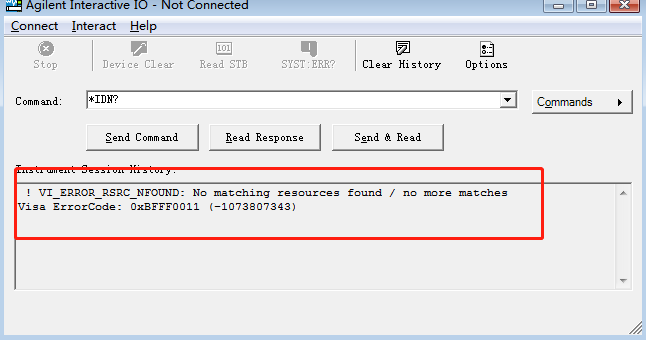 Agilent Interactive IO - Not Connected
Connect Interact Help
Stop Device Clear Read STB SYST:ERR? Clear History Options
101
Command: *IDN? Commands
Send Command Read Response Send & Read
Instrument Session History:
! VI_ERROR_RSRC_NFOUND: No matching resources found / no more matches
Visa ErrorCode: 0xBFFF0011 (-1073807343)